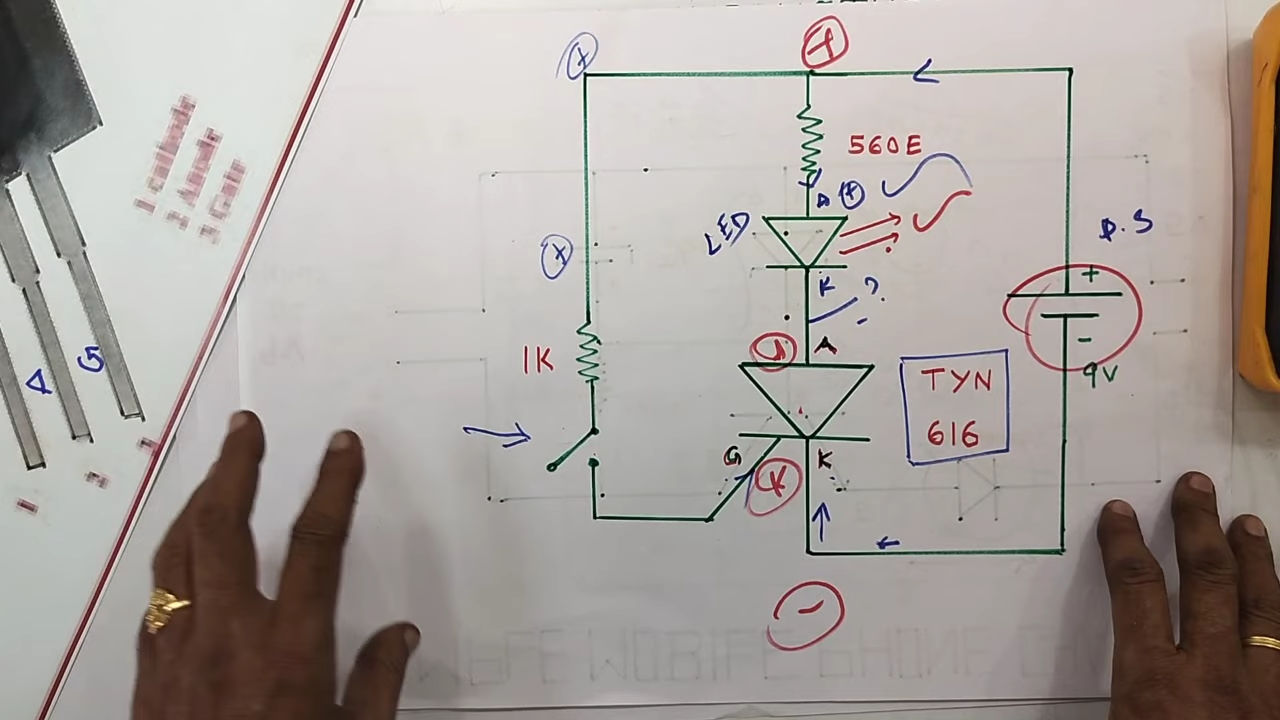 +
+
560E
A +
LED
D.S
+
K ?
+
-
1K
A
TYN
616
9V
4 5
G K
+
-